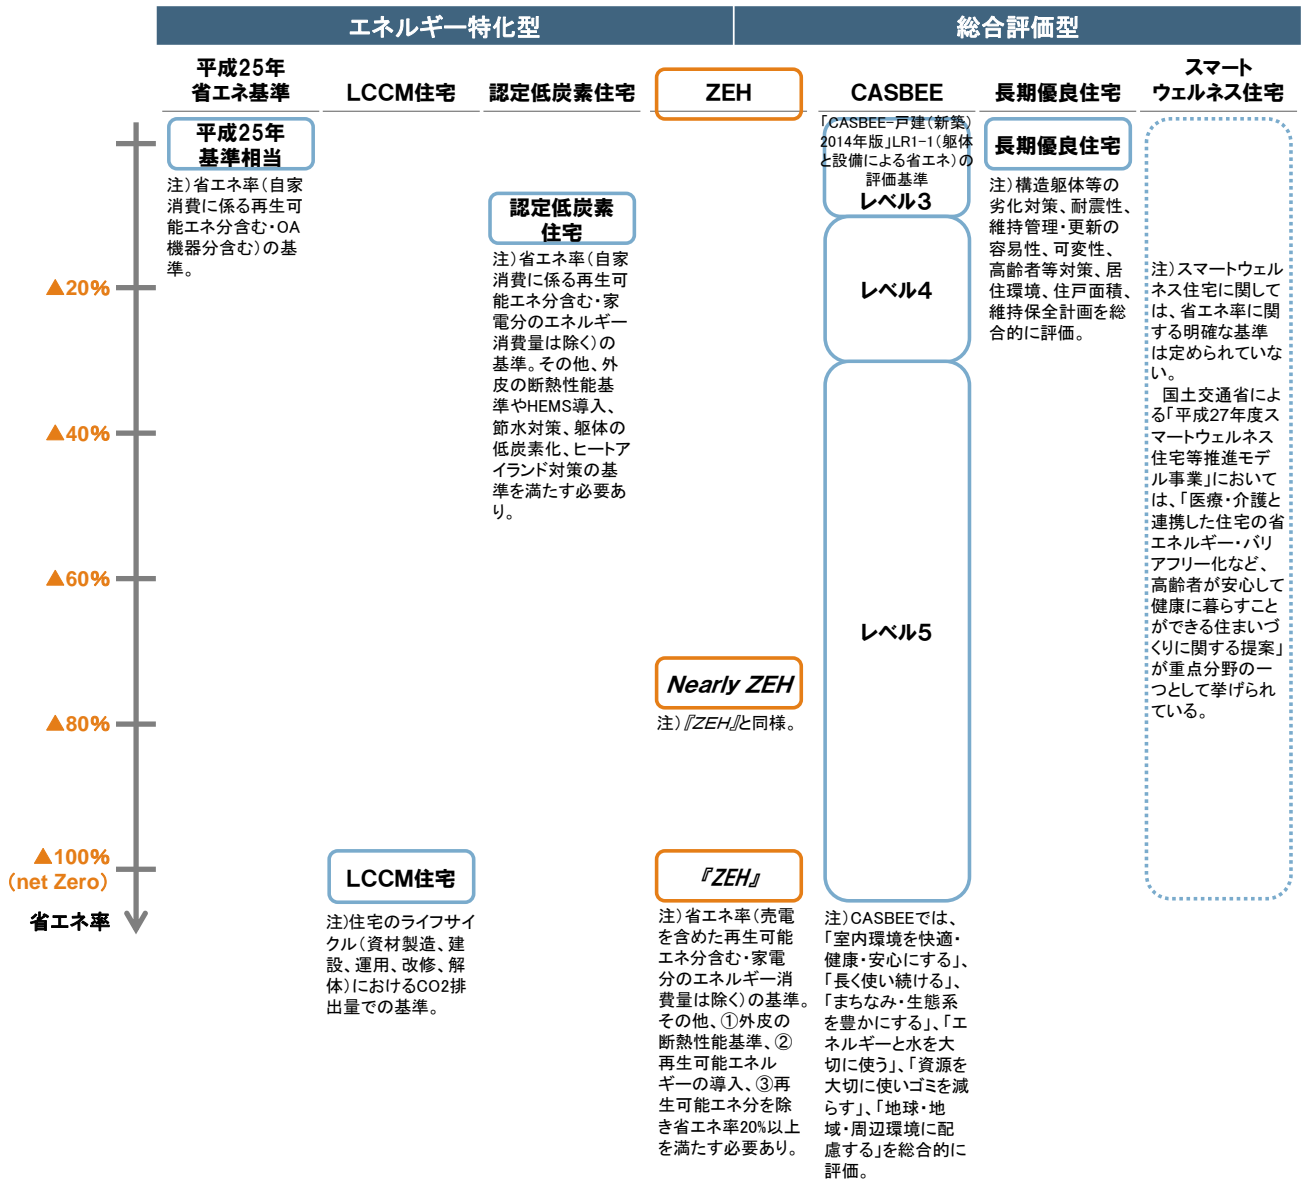 エネルギー特化型
総合評価型
平成25年
省エネ基準
LCCM住宅
認定低炭素住宅
ZEH
CASBEE
長期優良住宅
スマート
ウェルネス住宅
▲20%
▲40%
▲60%
▲80%
▲100%
(net Zero)
省エネ率
平成25年
基準相当
注)省エネ率(自家
消費に係る再生可
能エネ分含む・OA
機器分含む)の基
準。
LCCM住宅
注)住宅のライフサイ
クル(資材製造、建
設、運用、改修、解
体)におけるCO2排
出量での基準。
認定低炭素
住宅
注)省エネ率(自家
消費に係る再生可
能エネ分含む・家
電分のエネルギー
消費量は除く)の
基準。その他、外
皮の断熱性能基
準やHEMS導入、
節水対策、躯体の
低炭素化、ヒートア
イランド対策の基
準を満たす必要あ
り。
Nearly ZEH
注)『ZEH』と同様。
『ZEH』
注)省エネ率(売電
を含めた再生可能
エネ分含む・家電
分のエネルギー消
費量は除く)の基準。
その他、①外皮の
断熱性能基準、②
再生可能エネル
ギーの導入、③再
生可能エネ分を除
き省エネ率20%以上
を満たす必要あり。
「CASBEE-戸建(新築)
2014年版」LR1-1(躯体
と設備による省エネ)の
評価基準
レベル3
レベル4
レベル5
注)CASBEEでは、
「室内環境を快適・
健康・安心にする」、
「長く使い続ける」、
「まちなみ・生態系
を豊かにする」、「エ
ネルギーと水を大
切に使う」、「資源を
大切に使いゴミを減
らす」、「地球・地
域・周辺環境に配
慮する」を総合的に
評価。
長期優良住宅
注)構造躯体等の
劣化対策、耐震性、
維持管理・更新の
容易性、可変性、
高齢者等対策、居
住環境、住戸面積、
維持保全計画を総
合的に評価。
注)スマートウェル
ネス住宅に関して
は、省エネ率に関
する明確な基準
は定められていな
い。
国土交通省によ
る「平成27年度ス
マートウェルネス
住宅等推進モデ
ル事業」において
は、「医療・介護と
連携した住宅の省
エネルギー・バリ
アフリー化など、
高齢者が安心して
健康に暮らすこと
ができる住まいづ
くりに関する提案」
が重点分野の一
つとして挙げられ
ている。